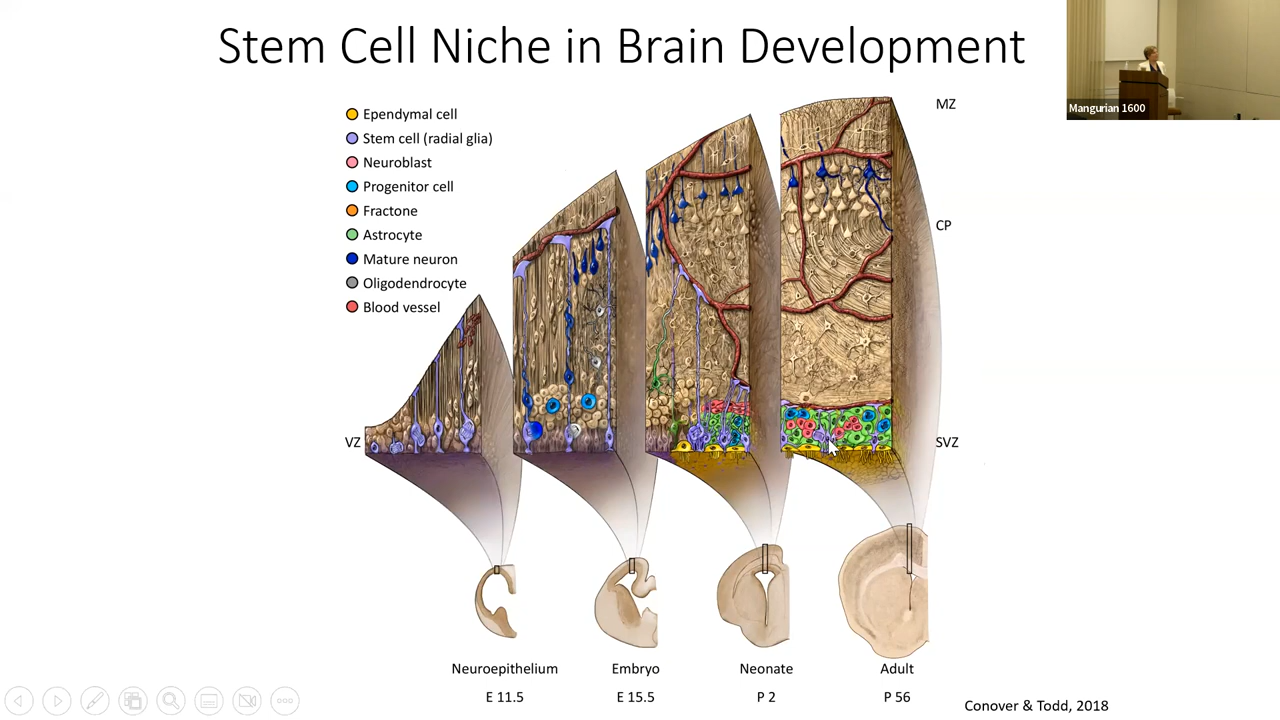 Stem Cell Niche in Brain Development
Mangurian 1600
Ependymal cell
Stem cell (radial glia)
Neuroblast
Progenitor cell
Fractone
Astrocyte
Mature neuron
Oligodendrocyte
Blood vessel
MZ
CP
VZ
SVZ
Neuroepithelium
Embryo
Neonate
Adult
E 11.5
E 15.5
P 2
P 56
Conover & Todd, 2018